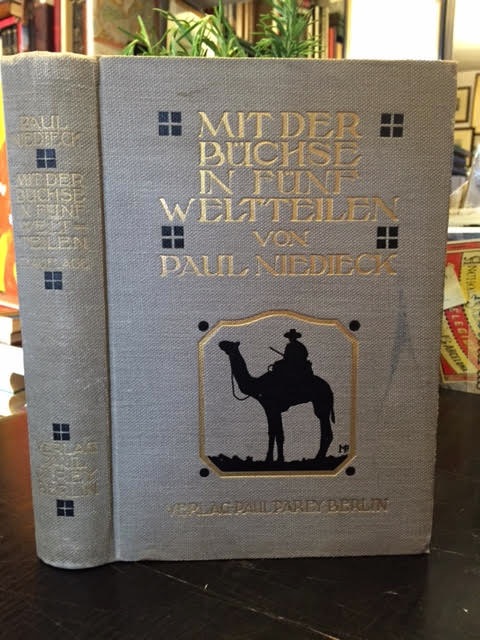 MIT DER
BÜCHSE
IN FÜNF
WELTTEILEN
VON
PAUL NIEDIECK
VERLAG·PAUL PAREY·BERLIN
PAUL
NIEDIECK
MIT DER
BÜCHSE
IN FÜNF
WELT-
TEILEN
VERLAG
PAUL
PAREY
BERLIN